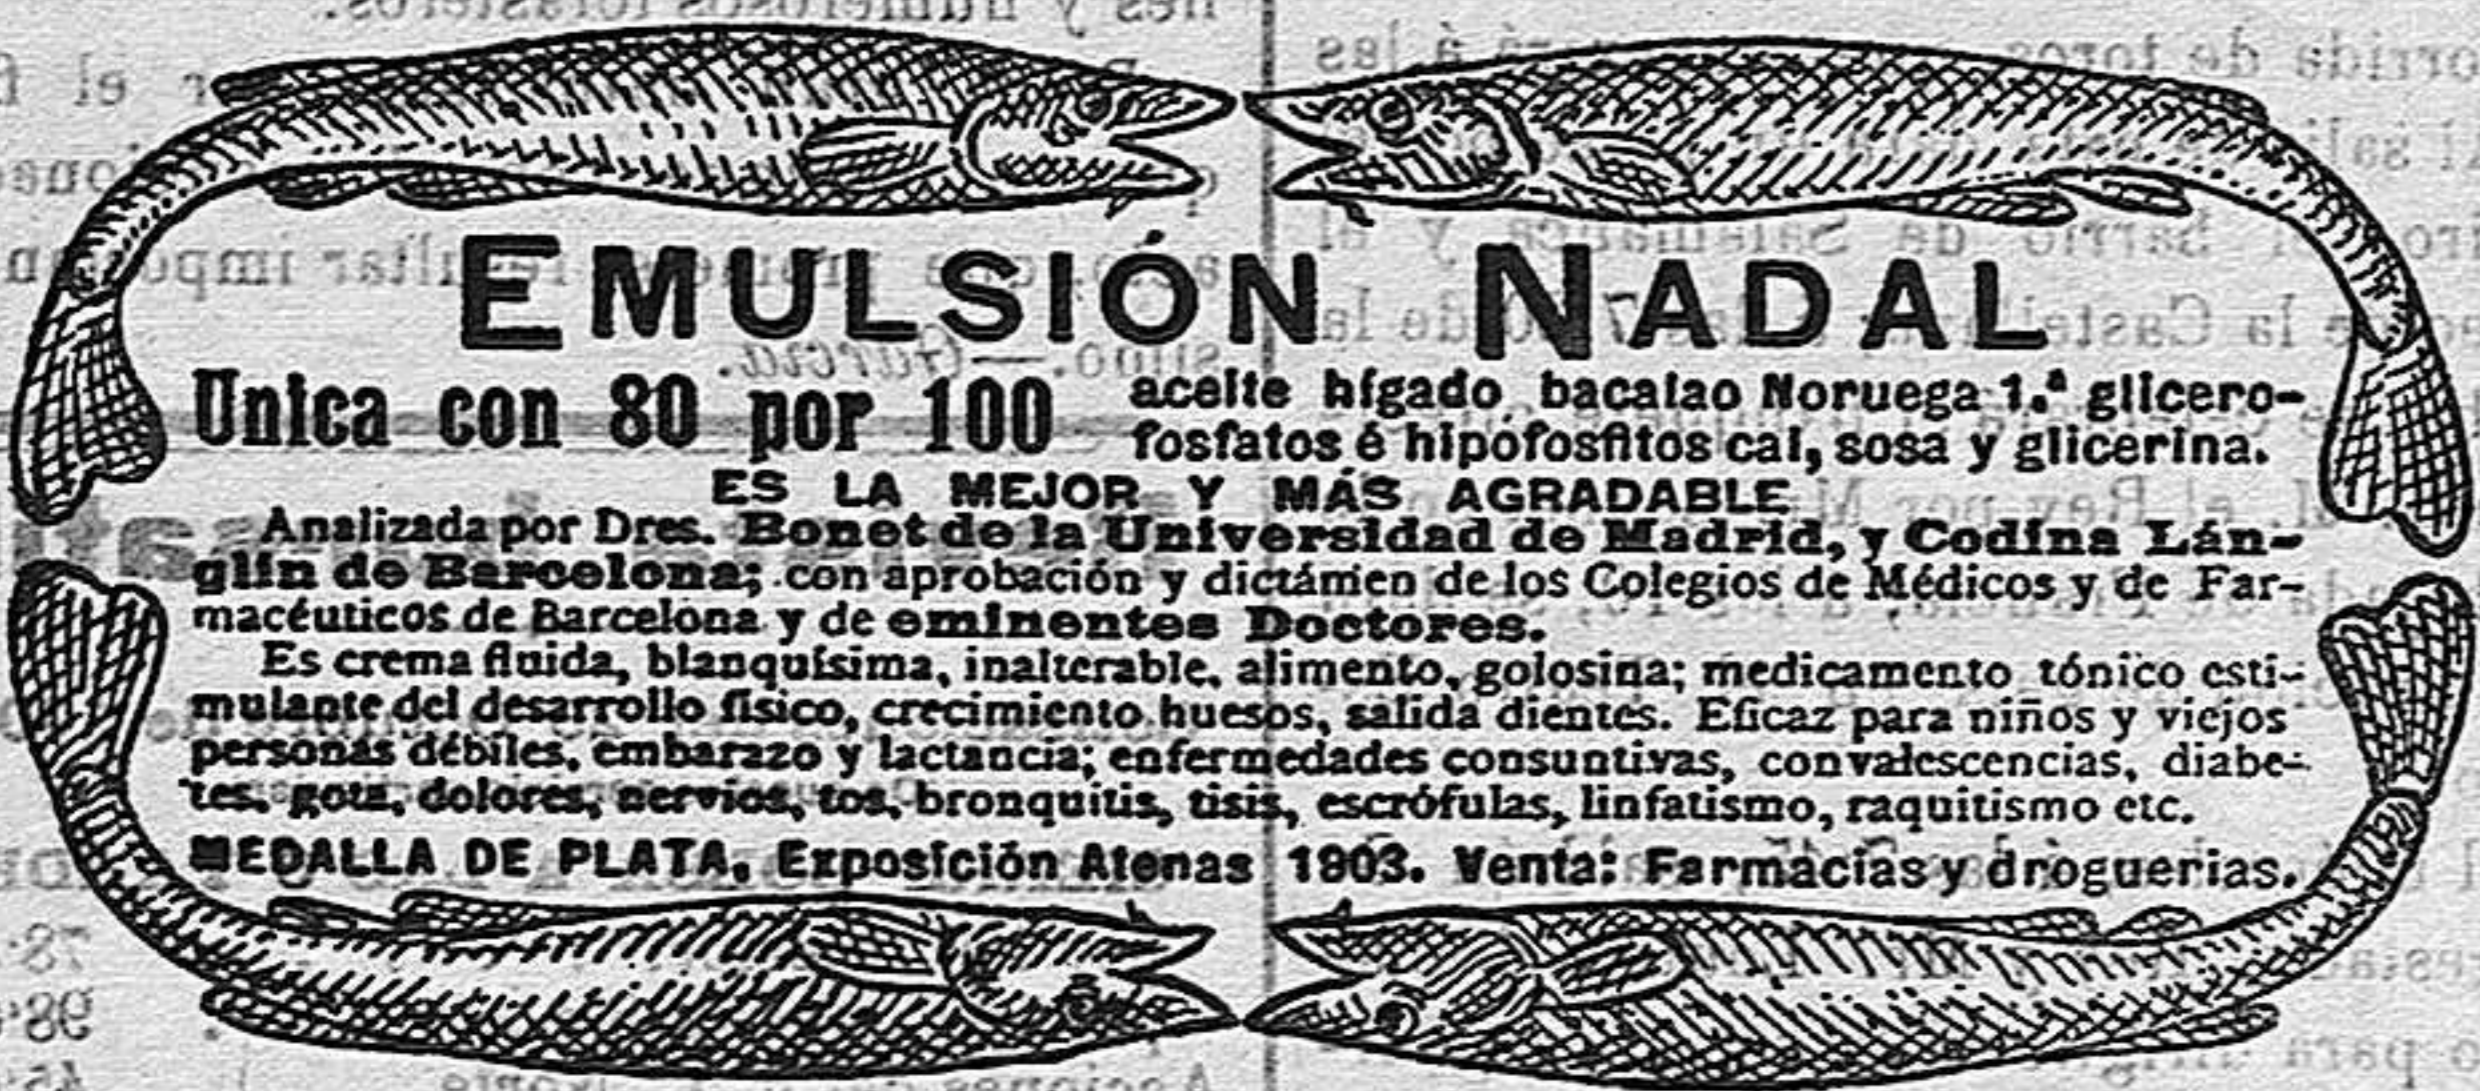 EMULSIÓN NADAL
Unica con 80 por 100 aceite hígado bacalao Noruega 1.ª glicero-
fosfatos é hipofosfitos cal, sosa y glicerina.
ES LA MEJOR Y MÁS AGRADABLE
Analizada por Dres. Bonet de la Universidad de Madrid, y Codina Lán-
glin de Barcelona; con aprobación y dictámen de los Colegios de Médicos y de Far-
macéuticos de Barcelona y de eminentes Doctores.
Es crema fluida, blanquísima, inalterable, alimento, golosina; medicamento tónico esti-
mulante del desarrollo físico, crecimiento huesos, salida dientes. Eficaz para niños y viejos
personas débiles, embarazo y lactancia; enfermedades consuntivas, convalescencias, diabe-
tes, gota, dolores, nervios, tos, bronquitis, tisis, escrófulas, linfatismo, raquitismo etc.
MEDALLA DE PLATA, Exposición Atenas 1903. Venta: Farmacias y droguerias.